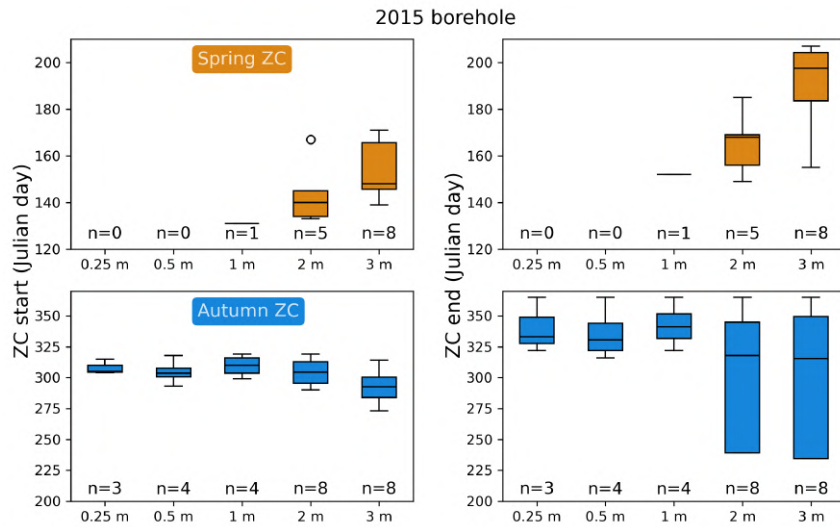 2015 borehole
ZC start (Julian day)
Spring ZC
200
180
160
140
120
n=0 n=0 n=1 n=5 n=8
0.25 m 0.5 m 1 m 2 m 3 m
ZC end (Julian day)
200
180
160
140
120
n=0 n=0 n=1 n=5 n=8
0.25 m 0.5 m 1 m 2 m 3 m
Autumn ZC
350
325
300
275
250
225
200
n=3 n=4 n=4 n=8 n=8
0.25 m 0.5 m 1 m 2 m 3 m
350
325
300
275
250
225
200
n=3 n=4 n=4 n=8 n=8
0.25 m 0.5 m 1 m 2 m 3 m